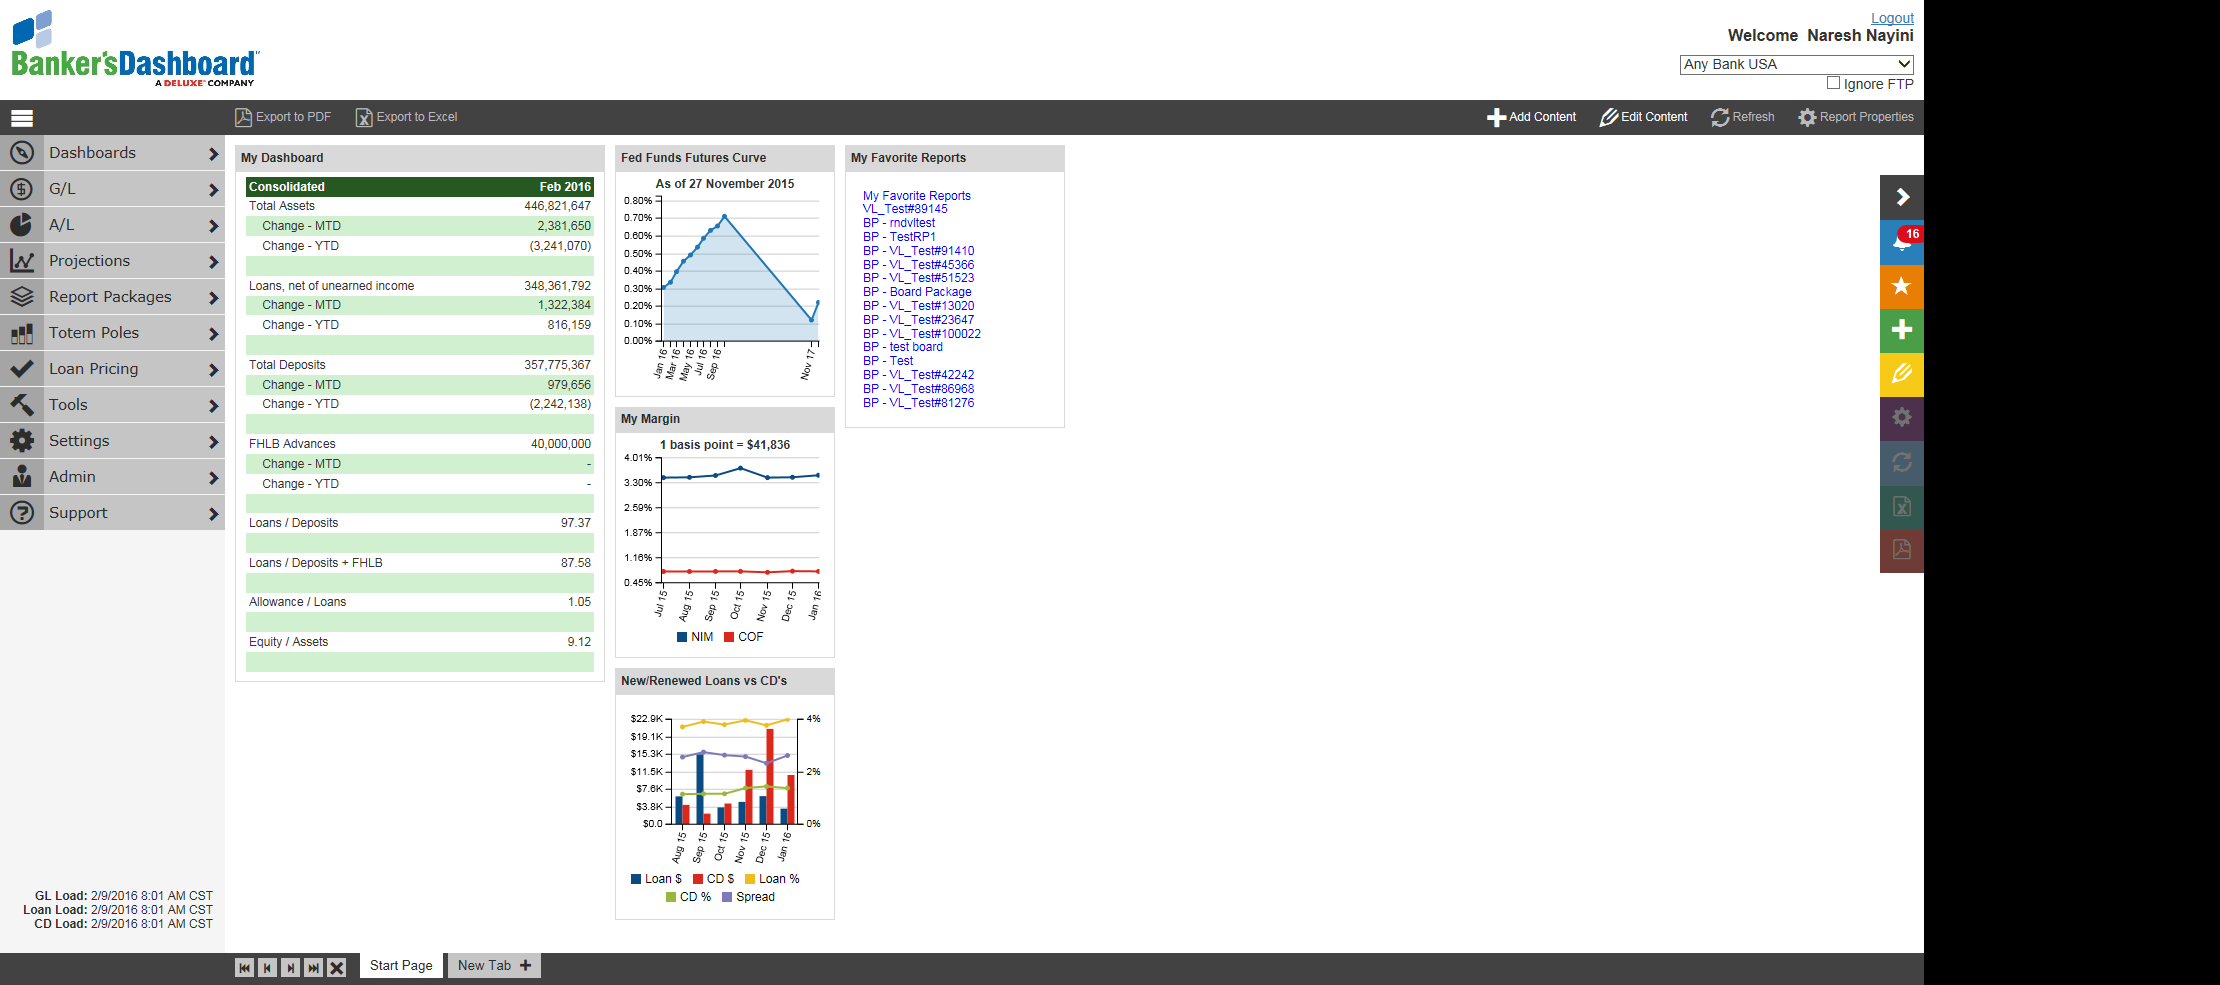 Banker'sDashboard
A DELUXE COMPANY
Logout
Welcome Naresh Nayini
Any Bank USA
Ignore FTP
Export to PDF Export to Excel
Add Content Edit Content Refresh Report Properties
Dashboards
G/L
A/L
Projections
Report Packages
Totem Poles
Loan Pricing
Tools
Settings
Admin
Support
GL Load: 2/9/2016 8:01 AM CST
Loan Load: 2/9/2016 8:01 AM CST
CD Load: 2/9/2016 8:01 AM CST
My Dashboard
Consolidated Feb 2016
Total Assets 446,821,647
Change - MTD 2,381,650
Change - YTD (3,241,070)
Loans, net of unearned income 348,361,792
Change - MTD 1,322,384
Change - YTD 816,159
Total Deposits 357,775,367
Change - MTD 979,656
Change - YTD (2,242,138)
FHLB Advances 40,000,000
Change - MTD -
Change - YTD -
Loans / Deposits 97.37
Loans / Deposits + FHLB 87.58
Allowance / Loans 1.05
Equity / Assets 9.12
Fed Funds Futures Curve
As of 27 November 2015
0.80%
0.70%
0.60%
0.50%
0.40%
0.30%
0.20%
0.10%
0.00%
Jan 16 Mar 16 May 16 Jul 16 Sep 16 Nov 17
My Margin
1 basis point = $41,836
4.01%
3.30%
2.59%
1.87%
1.16%
0.45%
Jul 15 Aug 15 Sep 15 Oct 15 Nov 15 Dec 15 Jan 16
NIM COF
New/Renewed Loans vs CD's
$22.9K 4%
$19.1K
$15.3K
$11.5K 2%
$7.6K
$3.8K
$0.0 0%
Aug 15 Sep 15 Oct 15 Nov 15 Dec 15 Jan 16
Loan $ CD $ Loan %
CD % Spread
My Favorite Reports
My Favorite Reports
VL_Test#89145
BP - rndvltest
BP - TestRP1
BP - VL_Test#91410
BP - VL_Test#45366
BP - VL_Test#51523
BP - Board Package
BP - VL_Test#13020
BP - VL_Test#23647
BP - VL_Test#100022
BP - test board
BP - Test
BP - VL_Test#42242
BP - VL_Test#86968
BP - VL_Test#81276
16
Start Page New Tab